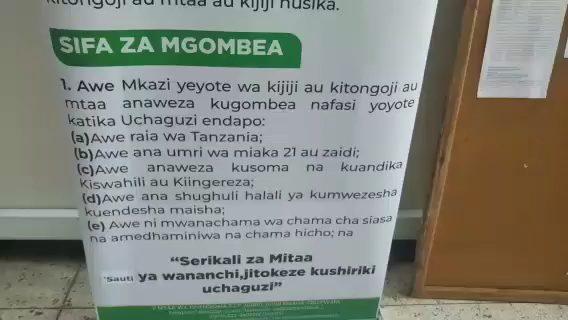 kitongoji au mtaa au kijiji husika.
SIFA ZA MGOMBEA
1. Awe Mkazi yeyote wa kijiji au kitongoji au
mtaa anaweza kugombea nafasi yoyote
katika Uchaguzi endapo:
(a)Awe raia wa Tanzania;
(b)Awe ana umri wa miaka 21 au zaidi;
(c)Awe anaweza kusoma na kuandika
Kiswahili au Kiingereza;
(d)Awe ana shughuli halali ya kumwezesha
kuendesha maisha;
(e) Awe ni mwanachama wa chama cha siasa
na amedhaminiwa na chama hicho; na
“Serikali za Mitaa
'Sauti ya wananchi,jitokeze kushiriki
uchaguzi”